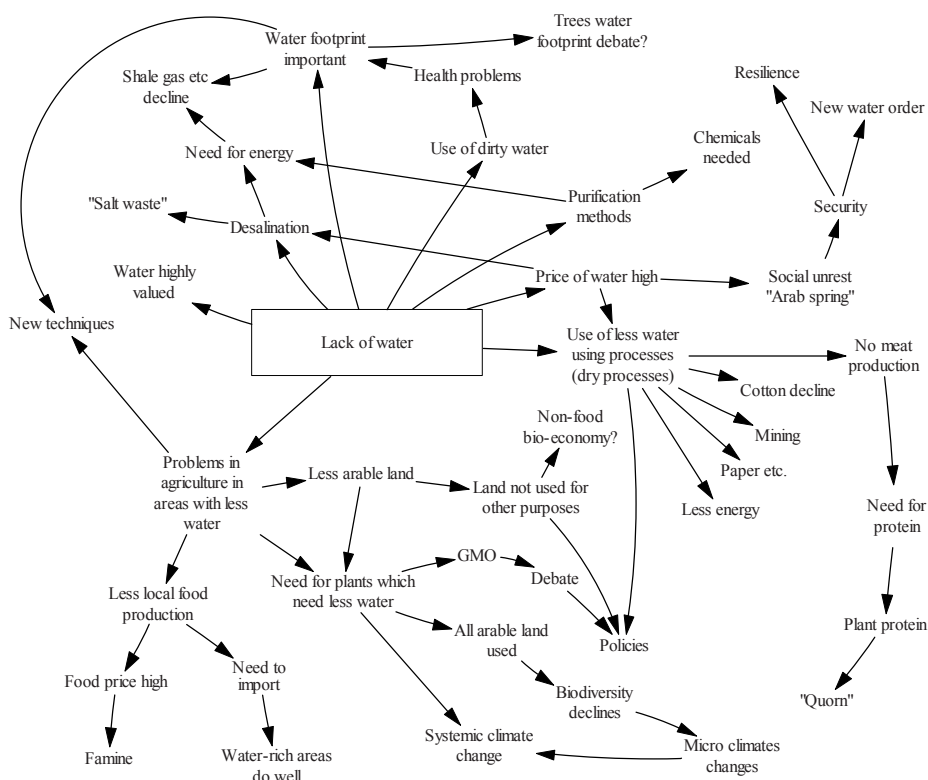 Trees water
footprint debate?
Water footprint
important
Resilience
Shale gas etc
decline
Health problems
New water order
Chemicals
needed
Need for energy
Use of dirty water
"Salt waste"
Purification
methods
Security
Desalination
Water highly
valued
Price of water high
Social unrest
"Arab spring"
New techniques
Lack of water
Use of less water
using processes
(dry processes)
No meat
production
Cotton decline
Non-food
bio-economy?
Mining
Paper etc.
Problems in
agriculture in
areas with less
water
Less arable land
Land not used for
other purposes
Less energy
Need for
protein
GMO
Debate
Need for plants which
need less water
Less local food
production
All arable land
used
Policies
Plant protein
Food price high
Need to
import
Biodiversity
declines
"Quorn"
Famine
Water-rich areas
do well
Systemic climate
change
Micro climates
changes